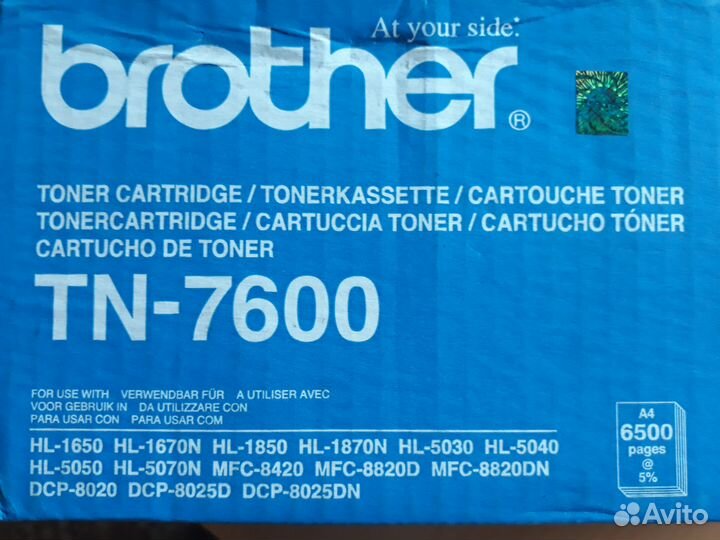 At your side.
brother®
TONER CARTRIDGE / TONERKASSETTE / CARTOUCHE TONER
TONERCARTRIDGE / CARTUCCIA TONER / CARTUCHO TÓNER
CARTUCHO DE TONER
TN-7600
FOR USE WITH VERWENDBAR FÜR A UTILISER AVEC
VOOR GEBRUIK IN DA UTILIZZARE CON
PARA USAR CON PARA USAR COM
HL-1650 HL-1670N HL-1850 HL-1870N HL-5030 HL-5040
HL-5050 HL-5070N MFC-8420 MFC-8820D MFC-8820DN
DCP-8020 DCP-8025D DCP-8025DN
A4
6500
pages
@
5%
Avito